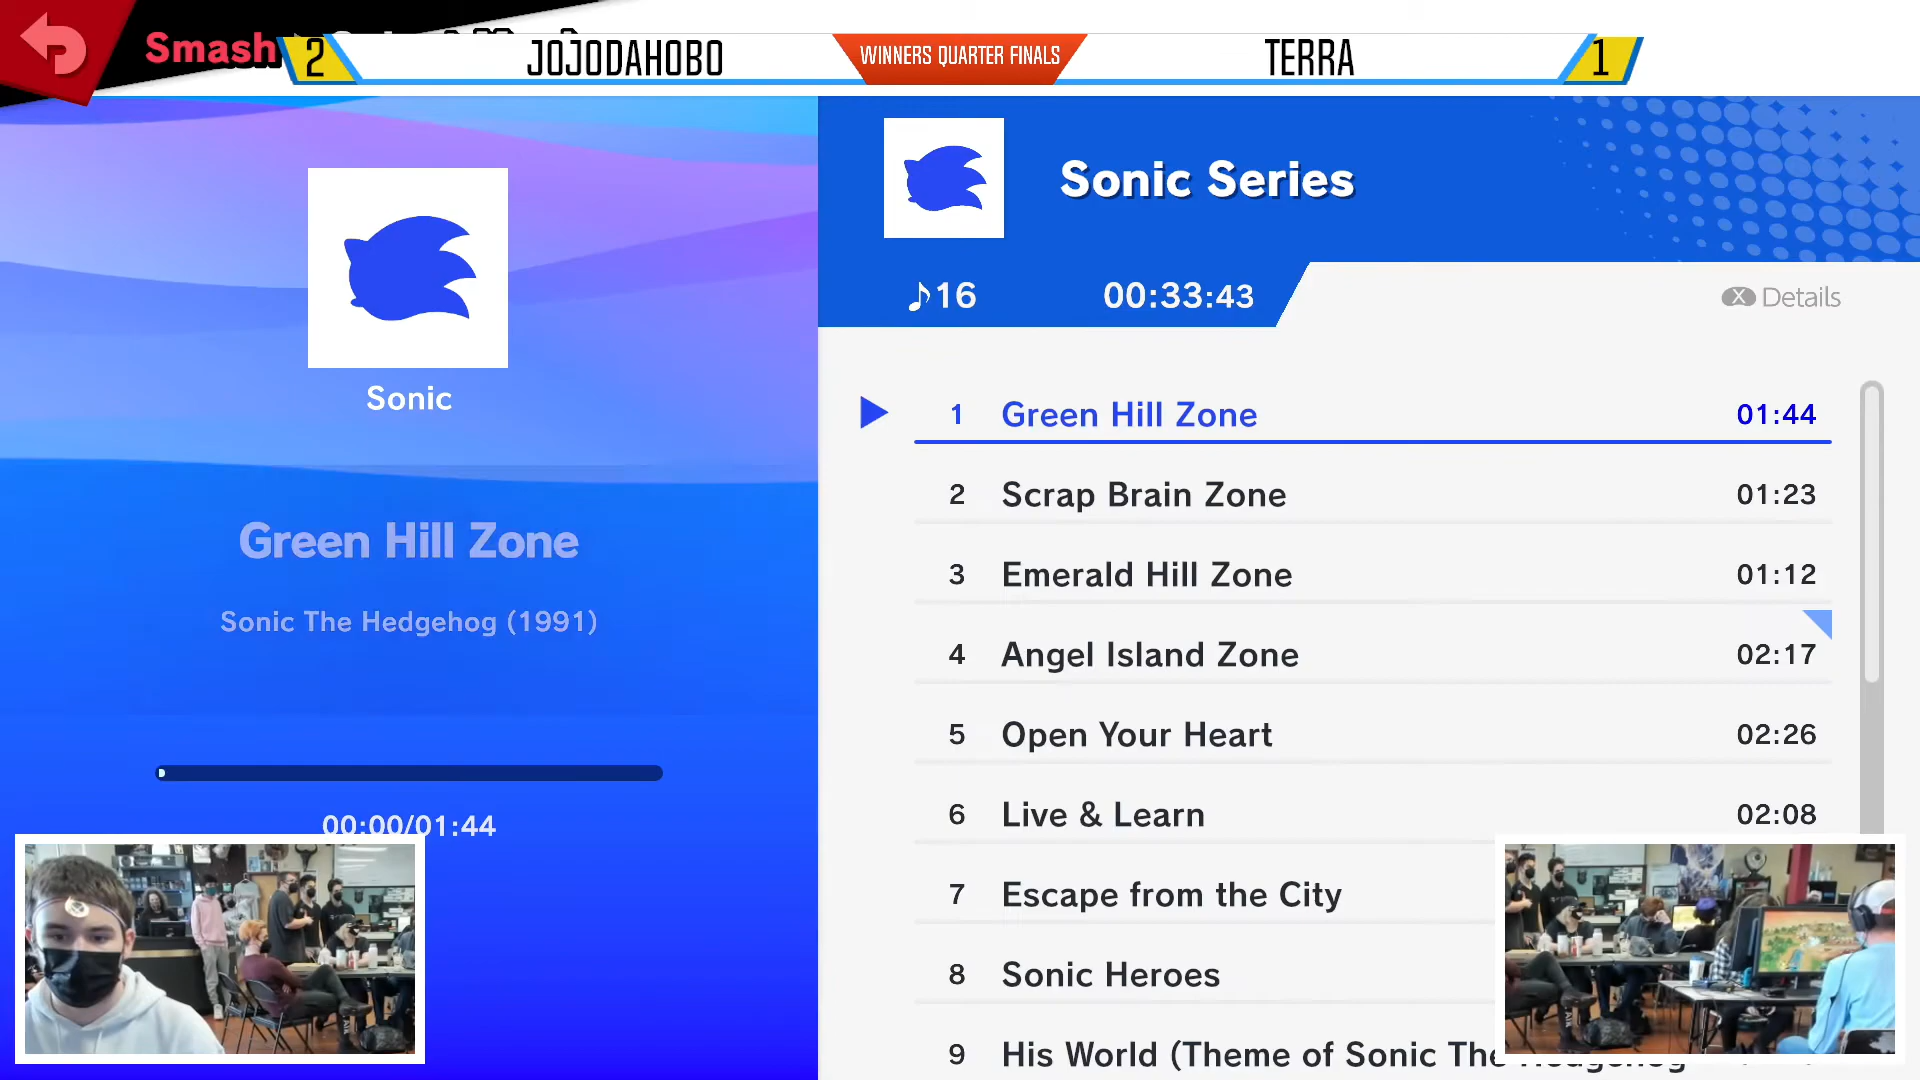 Smash
2
JOJODAHOBO
WINNERS QUARTER FINALS
TERRA
1
Sonic
Green Hill Zone
Sonic The Hedgehog (1991)
00:00/01:44
Sonic Series
♪16
00:33:43
X Details
1 Green Hill Zone 01:44
2 Scrap Brain Zone 01:23
3 Emerald Hill Zone 01:12
4 Angel Island Zone 02:17
5 Open Your Heart 02:26
6 Live & Learn 02:08
7 Escape from the City
8 Sonic Heroes
9 His World (Theme of Sonic The Hedgehog